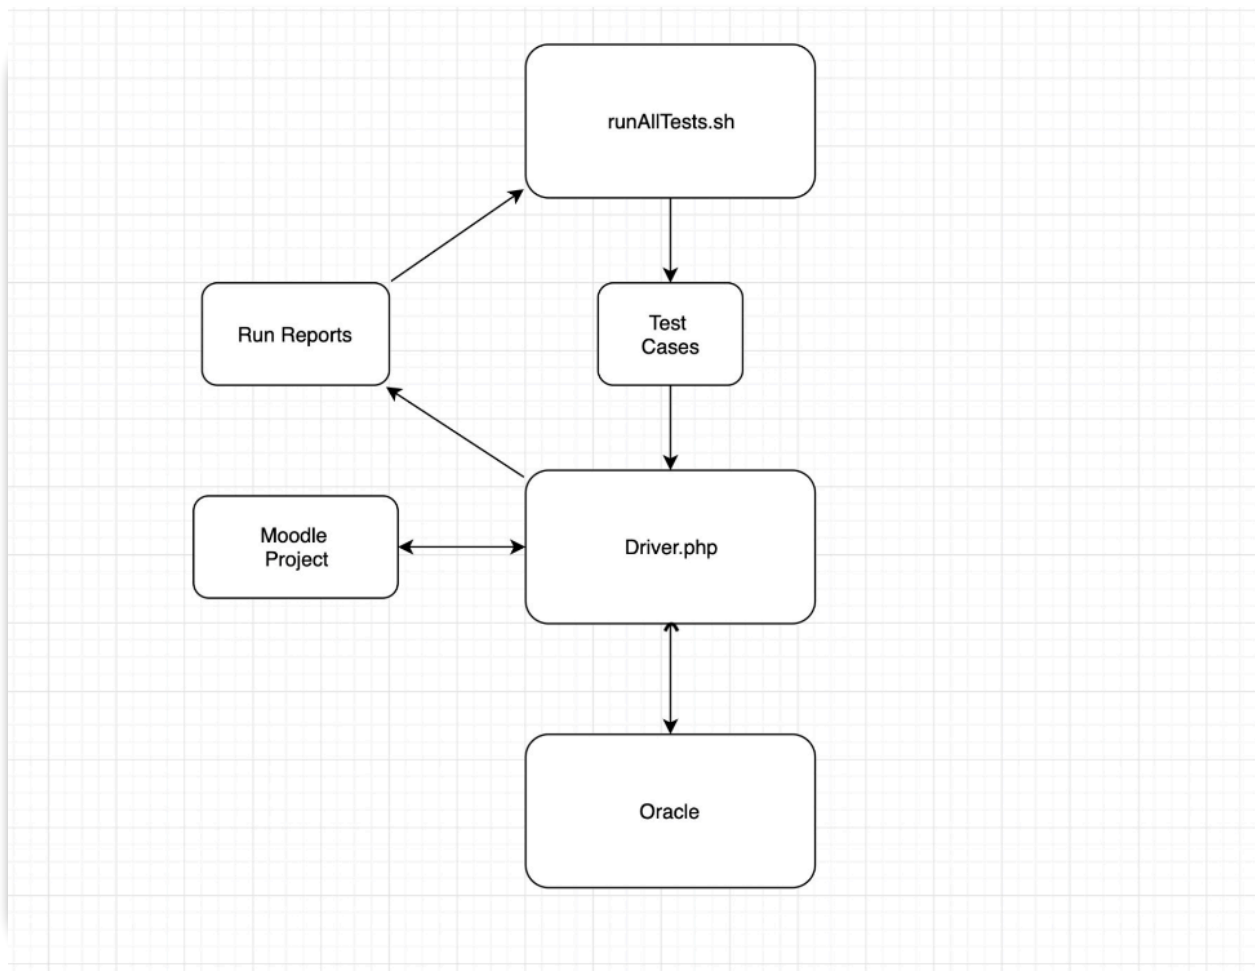 runAllTests.sh
Run Reports
Test
Cases
Moodle
Project
Driver.php
Oracle